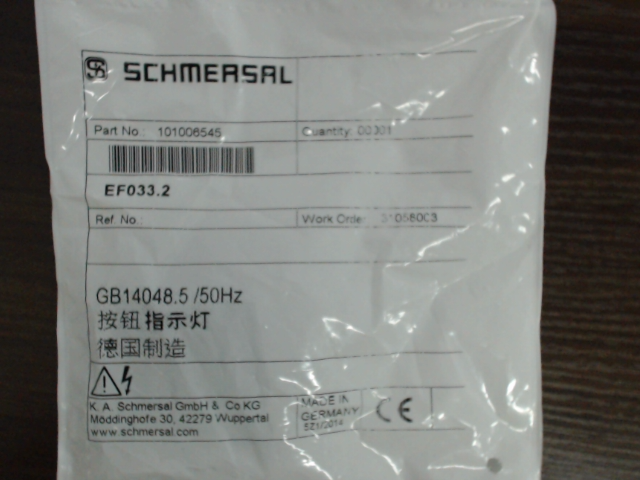 SCHMERSAL
Part No.: 101006545 Quantity: 00001
EF033.2
Ref. No. Work Order:
GB14048.5 /50Hz
按钮指示灯
德国制造
K. A. Schmersal GmbH & Co KG
Möddinghofe 30, 42279 Wuppertal
www.schmersal.com
MADE IN
GERMANY
CE